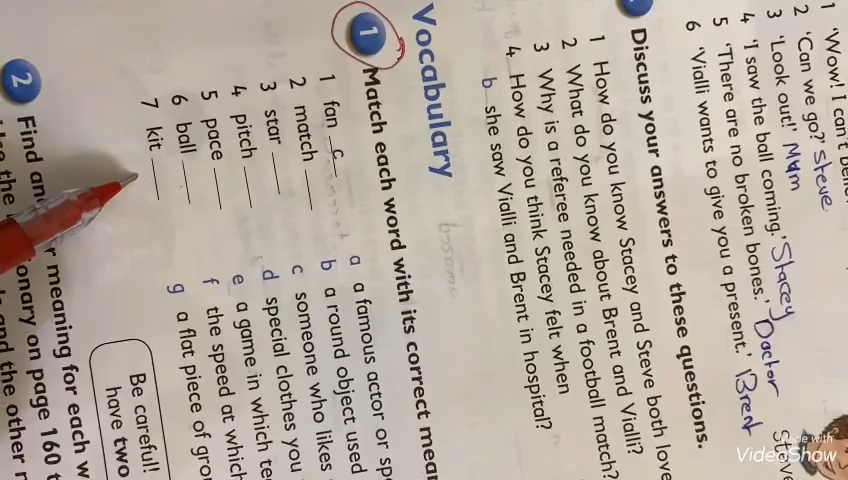 1 'Wow! I can't
2 'Can we go?' Steve
3 'Look out!' Mum
4 'I saw the ball coming.' Stacey
5 'There are no broken bones.' Doctor
6 'Vialli wants to give you a present.' Brent
Discuss your answers to these questions.
1 How do you know Stacey and Steve both love
2 What do you know about Brent and Vialli?
3 Why is a referee needed in a football match?
4 How do you think Stacey felt when
b she saw Vialli and Brent in hospital?
Vocabulary
1 Match each word with its correct
1 fan c
2 match
3 star
4 pitch
5 pace
6 ball
7 kit
a a famous actor or
b a round object used
c someone who likes
d special clothes you
e a game in which
f the speed at which
g a flat piece of
Be careful!
have two
2 Find
meaning for each
the
on page 160
and the other
Made with
VideoShow